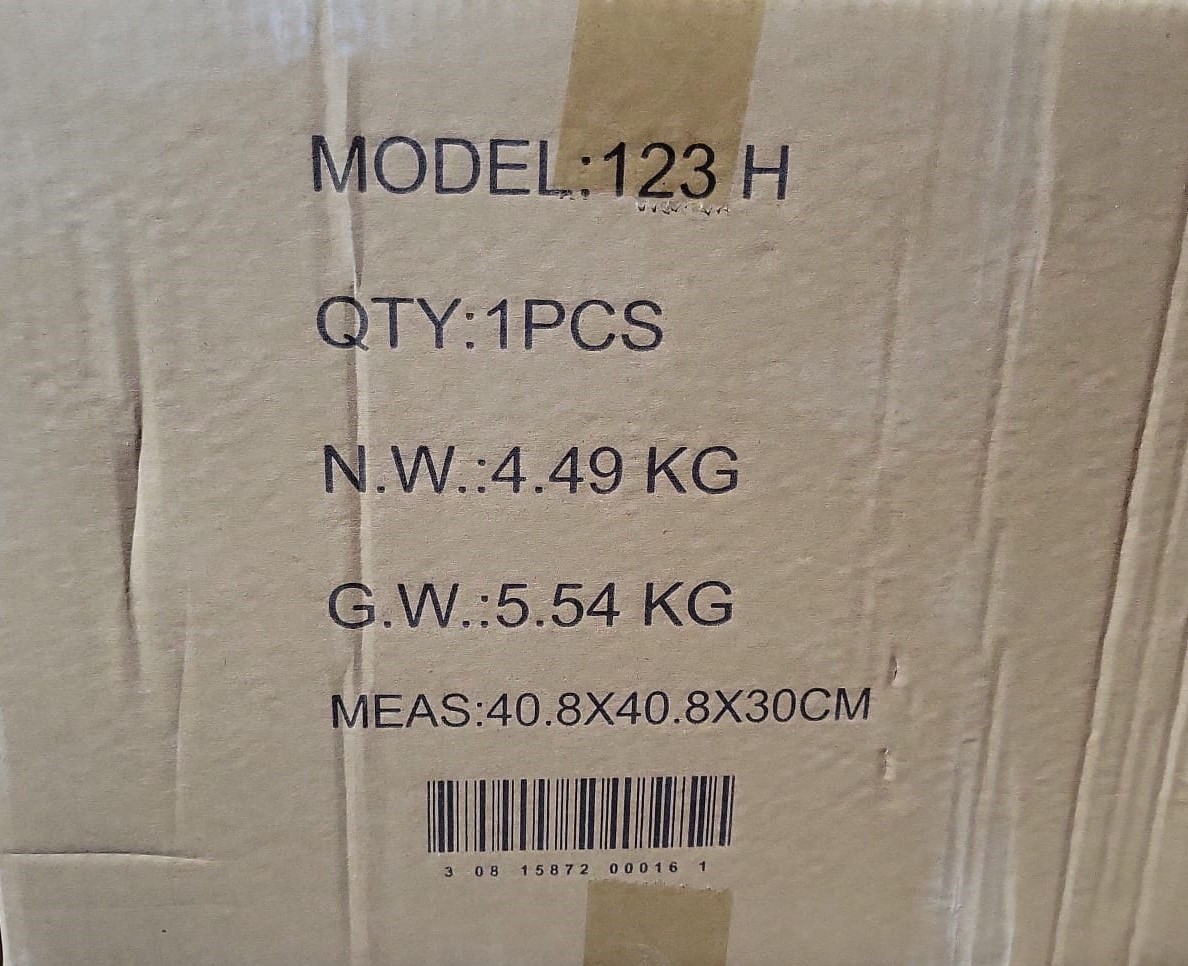 MODEL:123 H
QTY:1PCS
N.W.:4.49 KG
G.W.:5.54 KG
MEAS:40.8X40.8X30CM
3 08 15872 00016 1